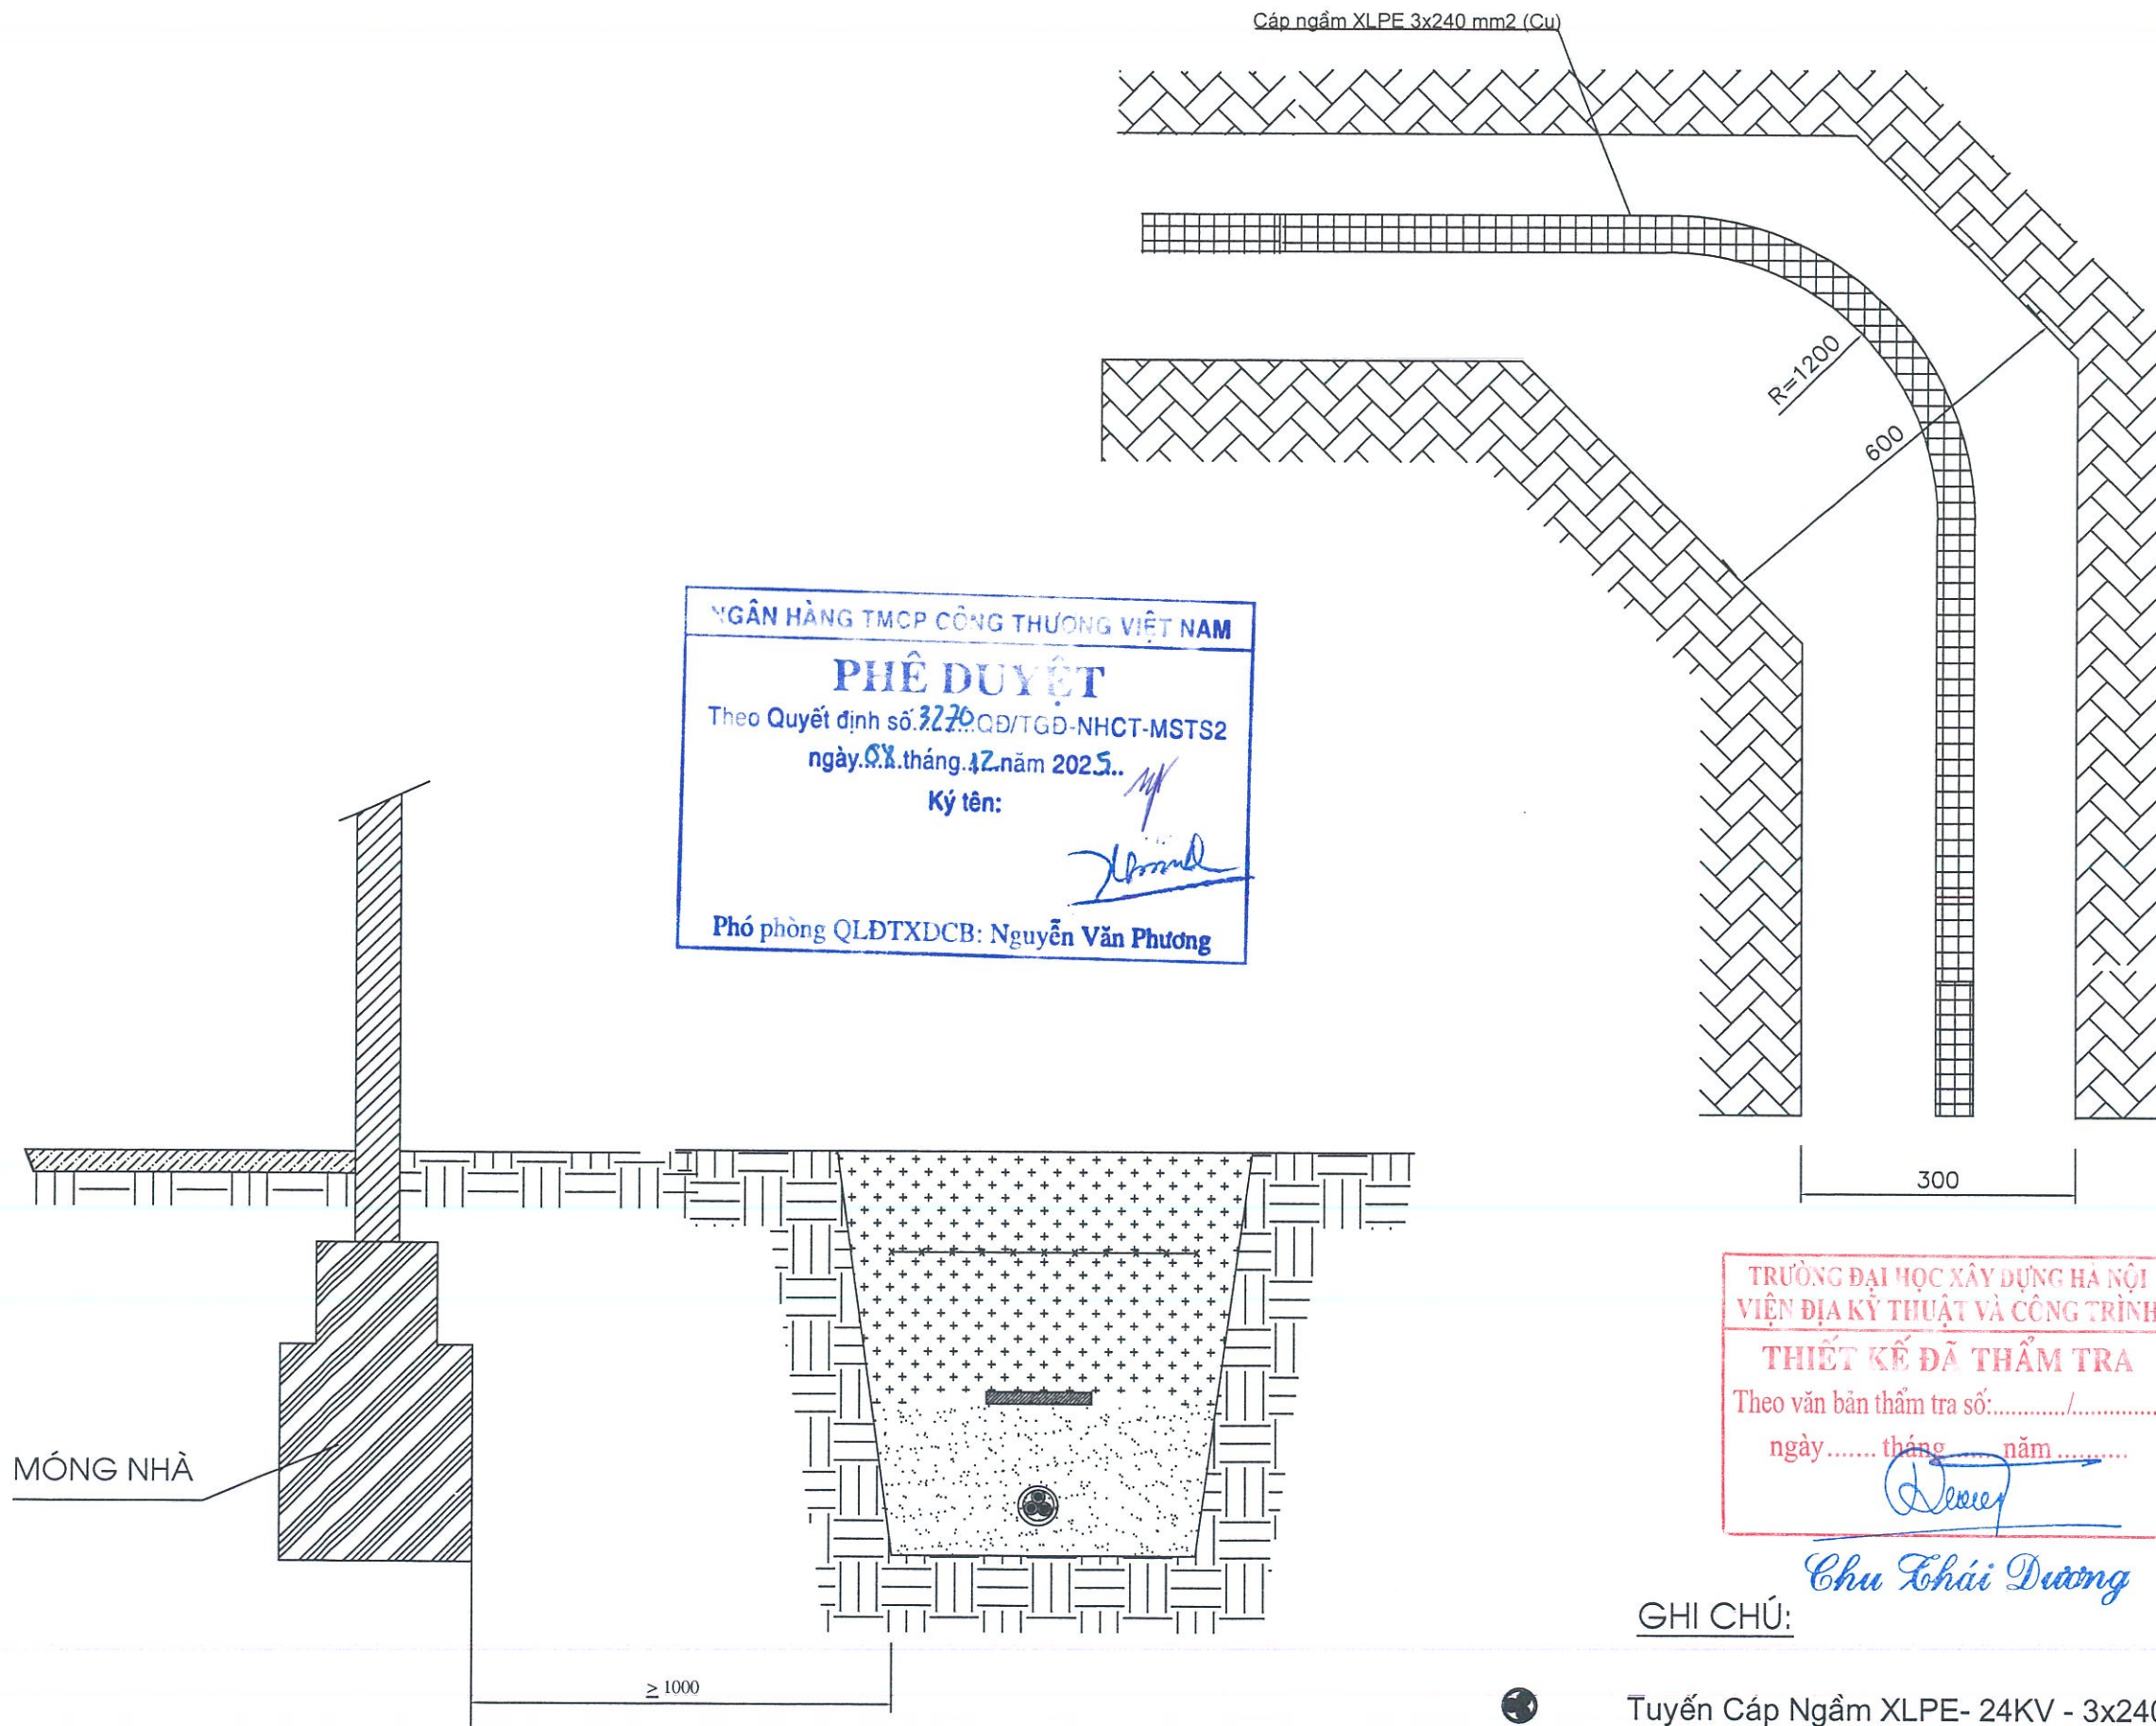 Cáp ngầm XLPE 3x240 mm2 (Cu)
R=1200
600
NGÂN HÀNG TMCP CÔNG THƯƠNG VIỆT NAM
PHÊ DUYỆT
Theo Quyết định số.3270.QĐ/TGĐ-NHCT-MSTS2
ngày.08.tháng.12.năm 2025..
Ký tên:
Phó phòng QLĐTXDCB: Nguyễn Văn Phương
300
TRƯỜNG ĐẠI HỌC XÂY DỰNG HÀ NỘI
VIỆN ĐỊA KỸ THUẬT VÀ CÔNG TRÌNH
THIẾT KẾ ĐÃ THẨM TRA
Theo văn bản thẩm tra số:............/..............
ngày....... tháng....... năm ..........
Chu Thái Dương
MÓNG NHÀ
GHI CHÚ:
≥ 1000
Tuyến Cáp Ngầm XLPE- 24KV - 3x240